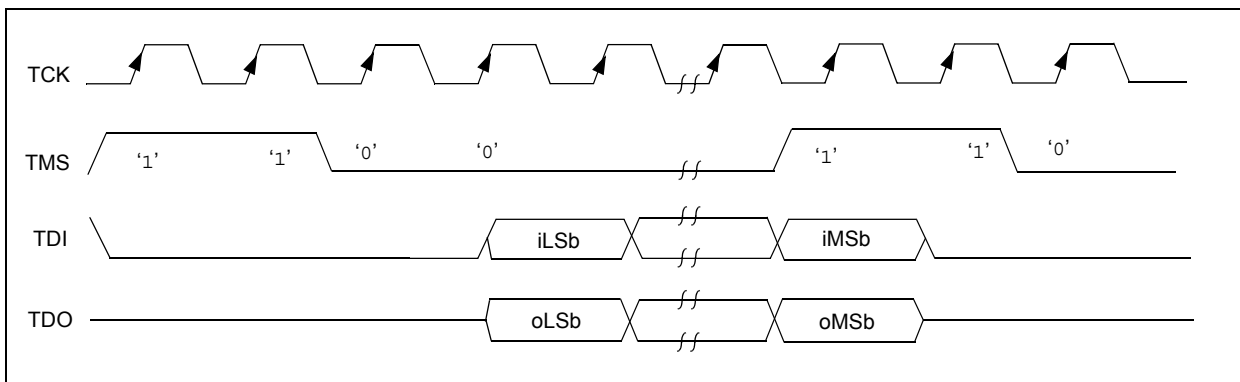 TCK
TMS ‘1’ ‘1’ ‘0’ ‘0’ ‘1’ ‘1’ ‘0’
TDI iLSb iMSb
TDO oLSb oMSb